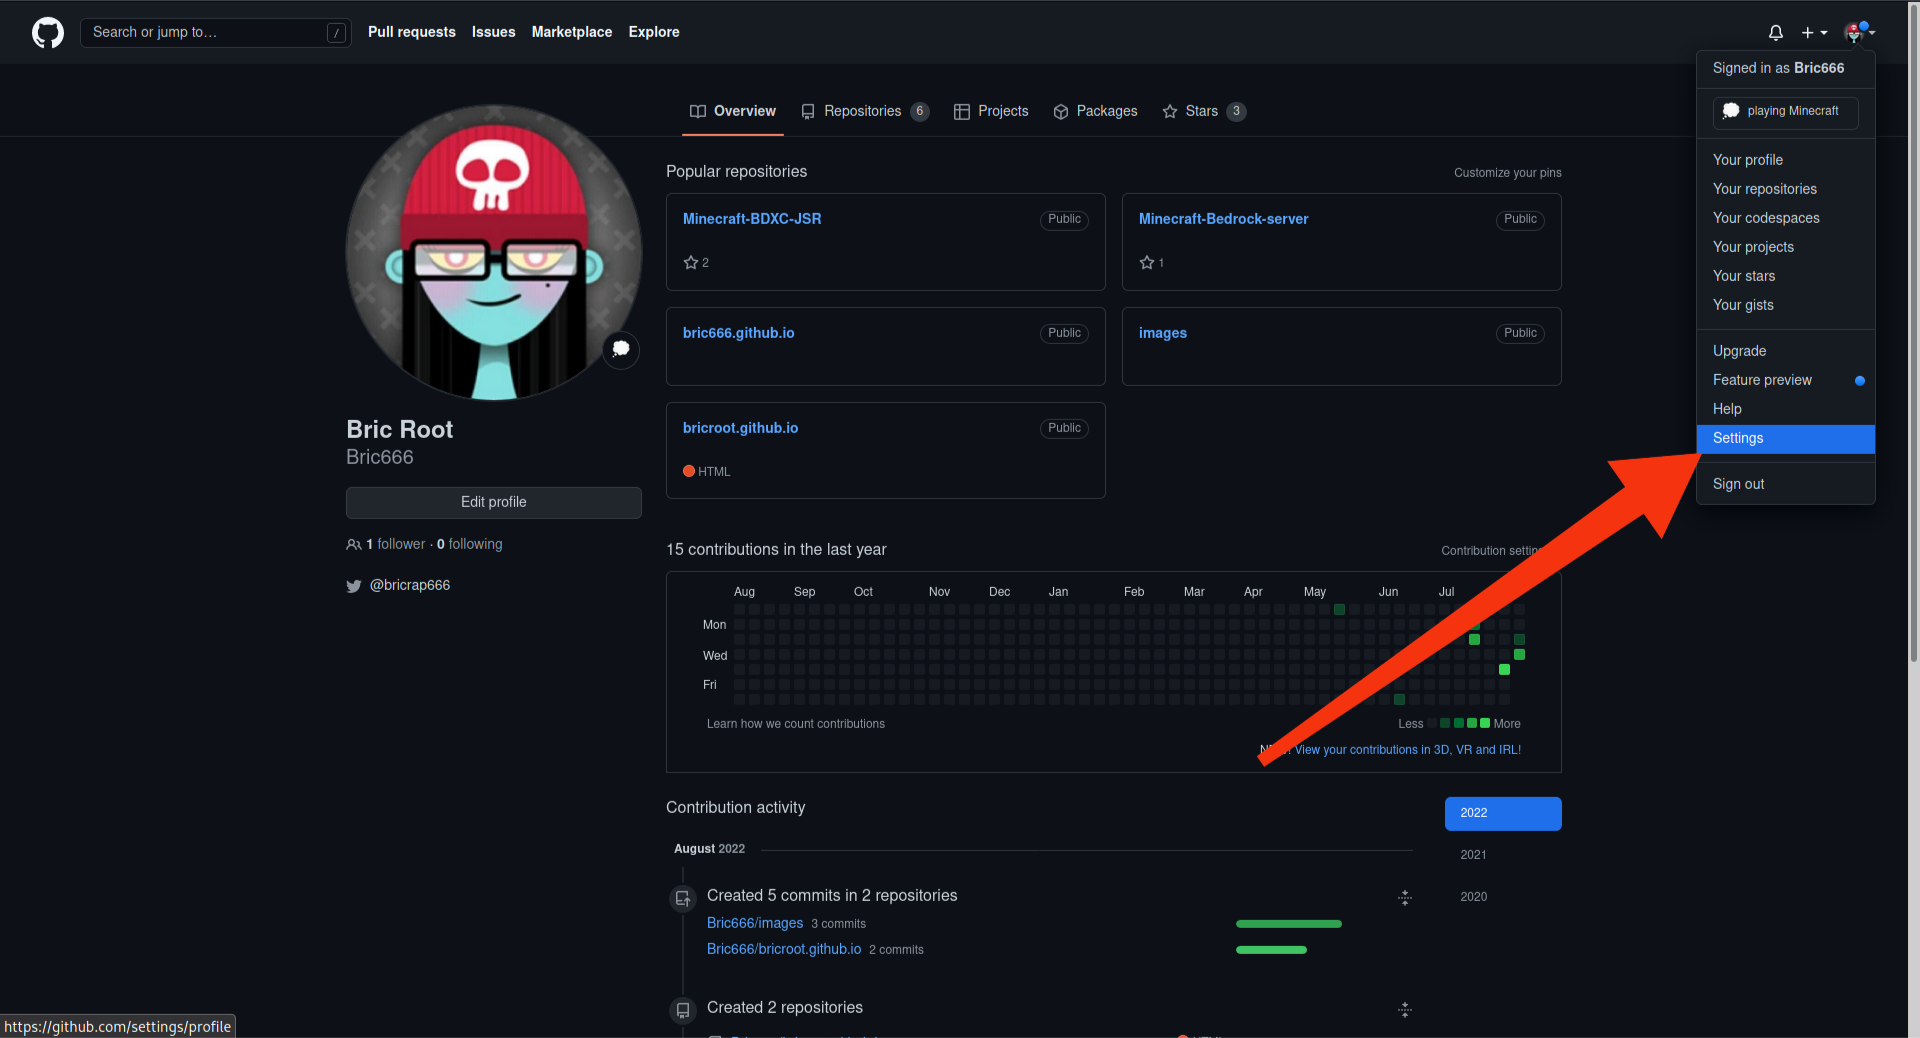 Search or jump to… /
Pull requests Issues Marketplace Explore
Signed in as Bric666
playing Minecraft
Your profile
Your repositories
Your codespaces
Your projects
Your stars
Your gists
Upgrade
Feature preview
Help
Settings
Sign out
Overview Repositories 6 Projects Packages Stars 3
Bric Root
Bric666
Edit profile
1 follower · 0 following
@bricrap666
Popular repositories Customize your pins
Minecraft-BDXC-JSR Public
2
Minecraft-Bedrock-server Public
1
bric666.github.io Public
images Public
bricroot.github.io Public
HTML
15 contributions in the last year Contribution
Aug Sep Oct Nov Dec Jan Feb Mar Apr May Jun Jul
Mon
Wed
Fri
Learn how we count contributions Less More
View your contributions in 3D, VR and IRL!
Contribution activity
2022
2021
2020
August 2022
Created 5 commits in 2 repositories
Bric666/images 3 commits
Bric666/bricroot.github.io 2 commits
Created 2 repositories
https://github.com/settings/profile